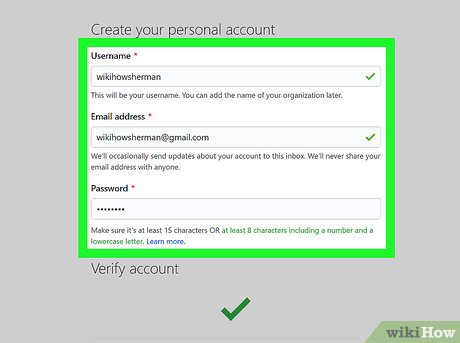 Create your personal account
Username *
wikihowsherman
This will be your username. You can add the name of your organization later.
Email address *
wikihowsherman@gmail.com
We'll occasionally send updates about your account to this inbox. We'll never share your
email address with anyone.
Password *
••••••••
Make sure it's at least 15 characters OR at least 8 characters including a number and a
lowercase letter. Learn more.
Verify account
wikiHow